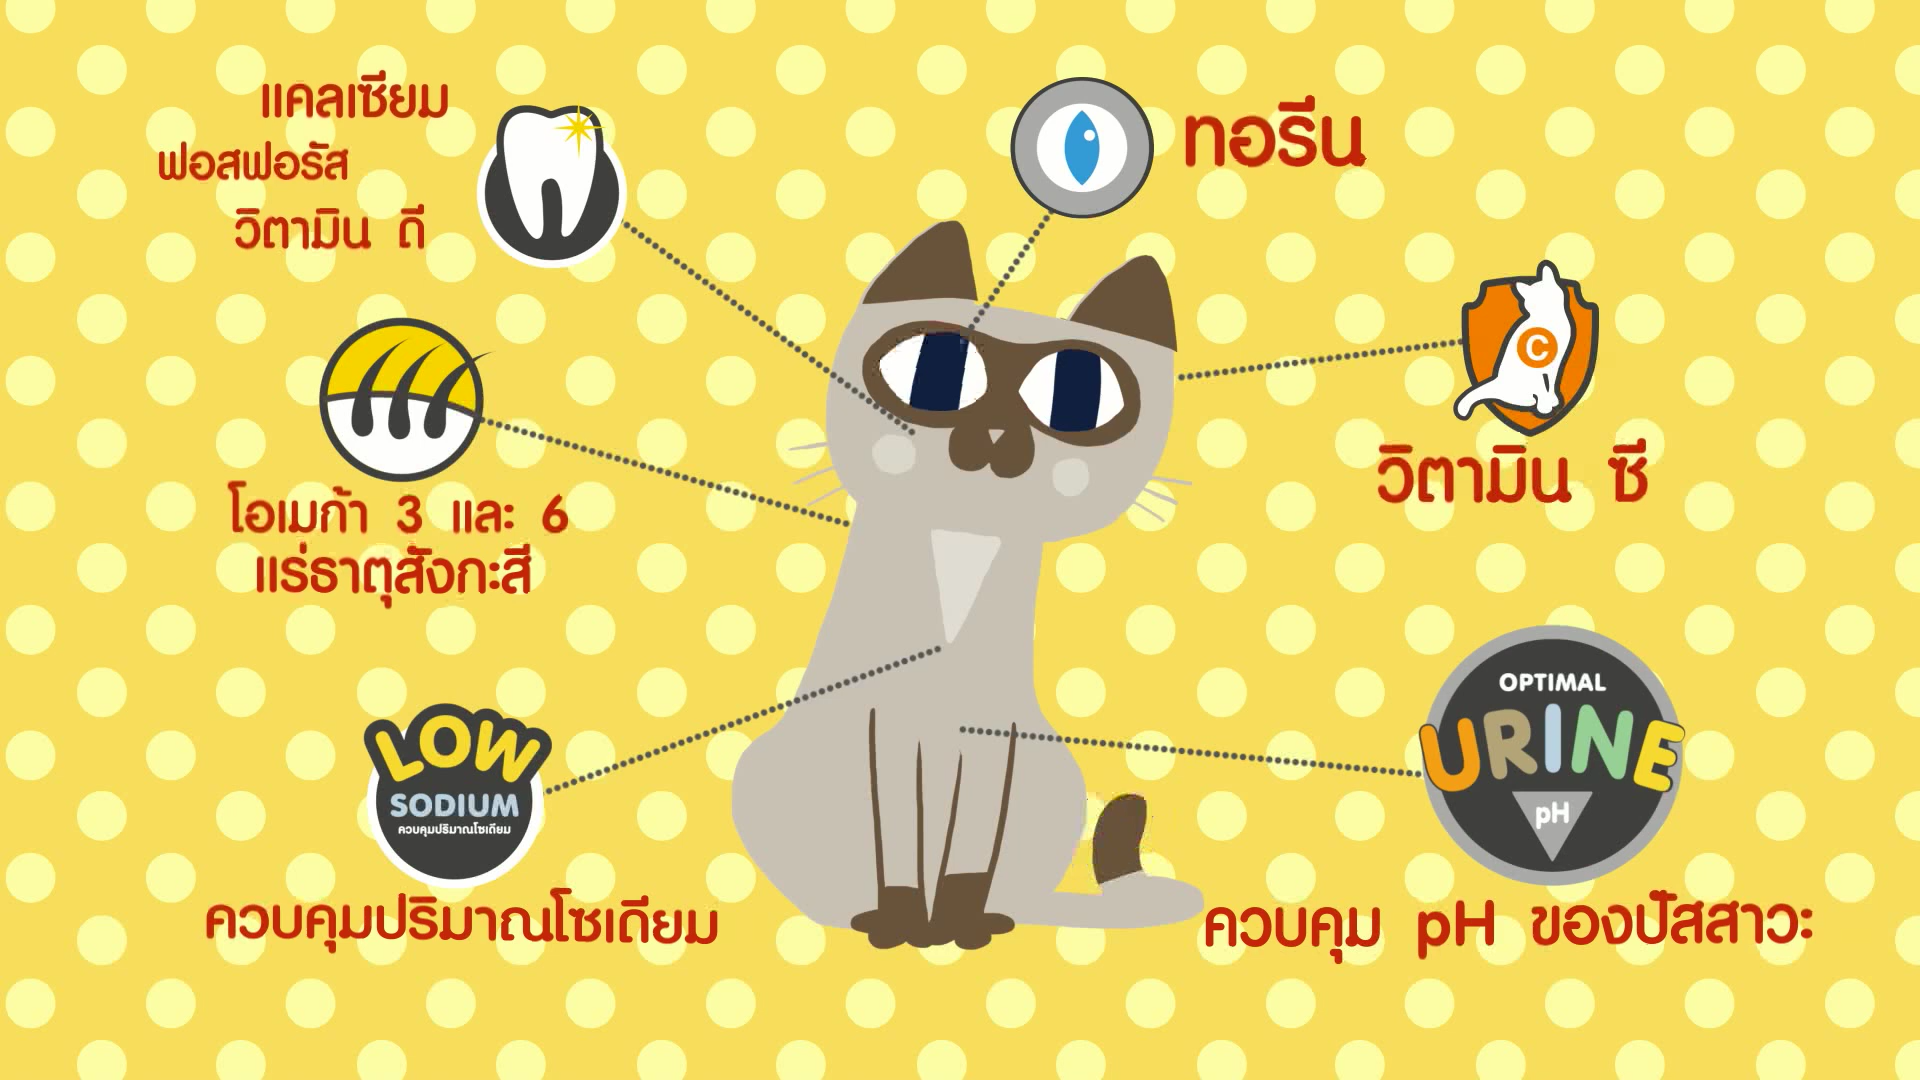 แคลเซียม
ฟอสฟอรัส
วิตามิน ดี
ทอรีน
C
วิตามิน ซี
โอเมก้า 3 และ 6
แร่ธาตุสังกะสี
LOW
SODIUM
ควบคุมปริมาณโซเดียม
ควบคุมปริมาณโซเดียม
OPTIMAL
URINE
pH
ควบคุม pH ของปัสสาวะ